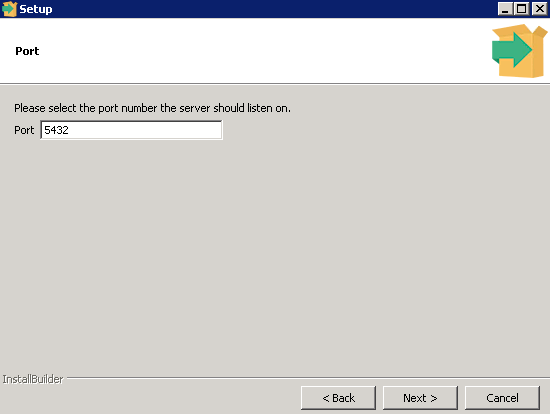 Setup
Port
Please select the port number the server should listen on.
Port 5432
InstallBuilder
< Back Next > Cancel